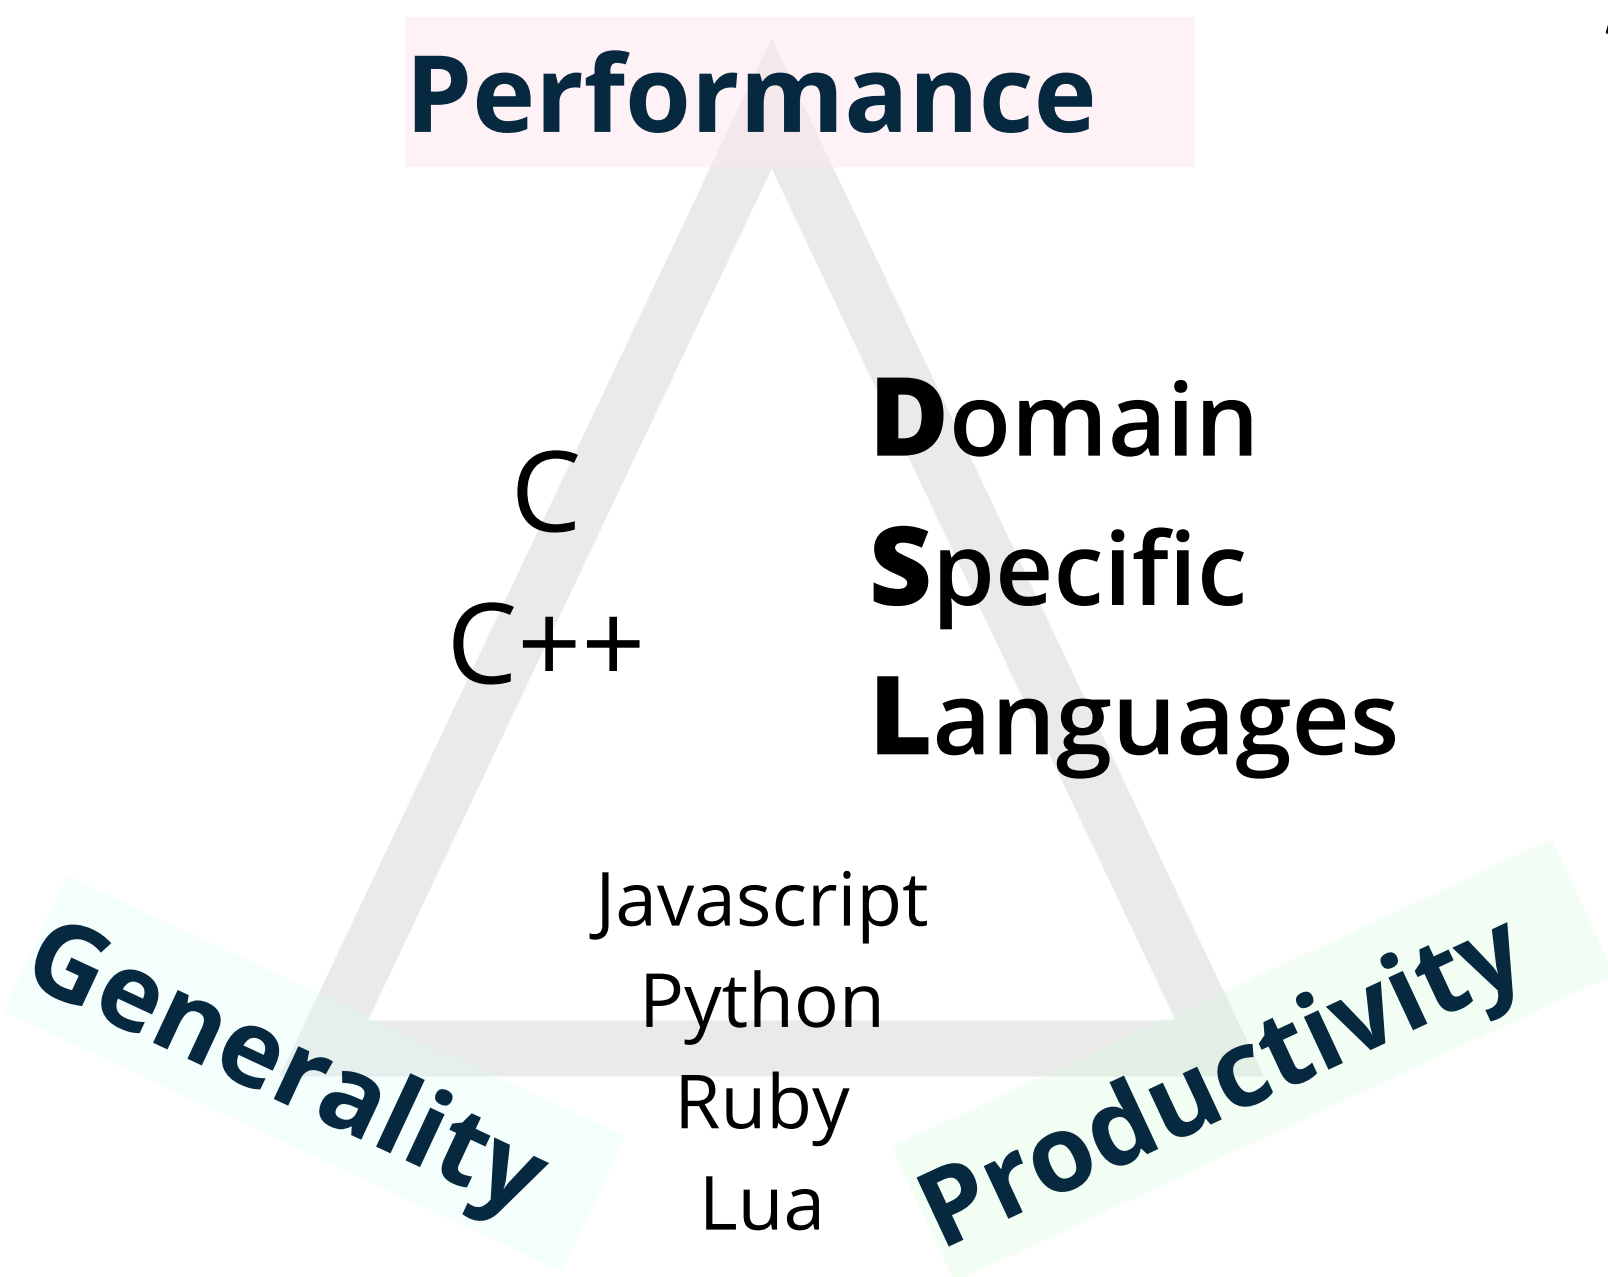 Performance
C
C++
Domain
Specific
Languages
Javascript
Python
Ruby
Lua
Generality
Productivity